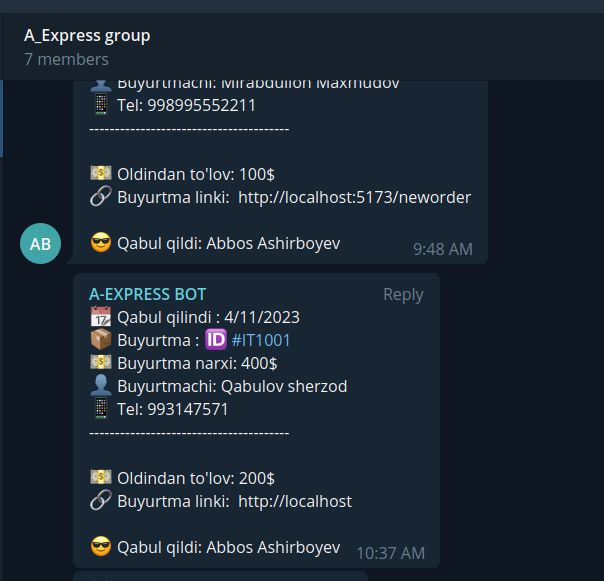 A_Express group
7 members
Buyurtmachi: Mirabdullon Maxmudov
Tel: 998995552211
---------------------------------------
Oldindan to'lov: 100$
Buyurtma linki: http://localhost:5173/neworder
AB
Qabul qildi: Abbos Ashirboyev
9:48 AM
A-EXPRESS BOT
Reply
Qabul qilindi : 4/11/2023
Buyurtma : 🆔 #IT1001
Buyurtma narxi: 400$
Buyurtmachi: Qabulov sherzod
Tel: 993147571
---------------------------------------
Oldindan to'lov: 200$
Buyurtma linki: http://localhost
Qabul qildi: Abbos Ashirboyev
10:37 AM